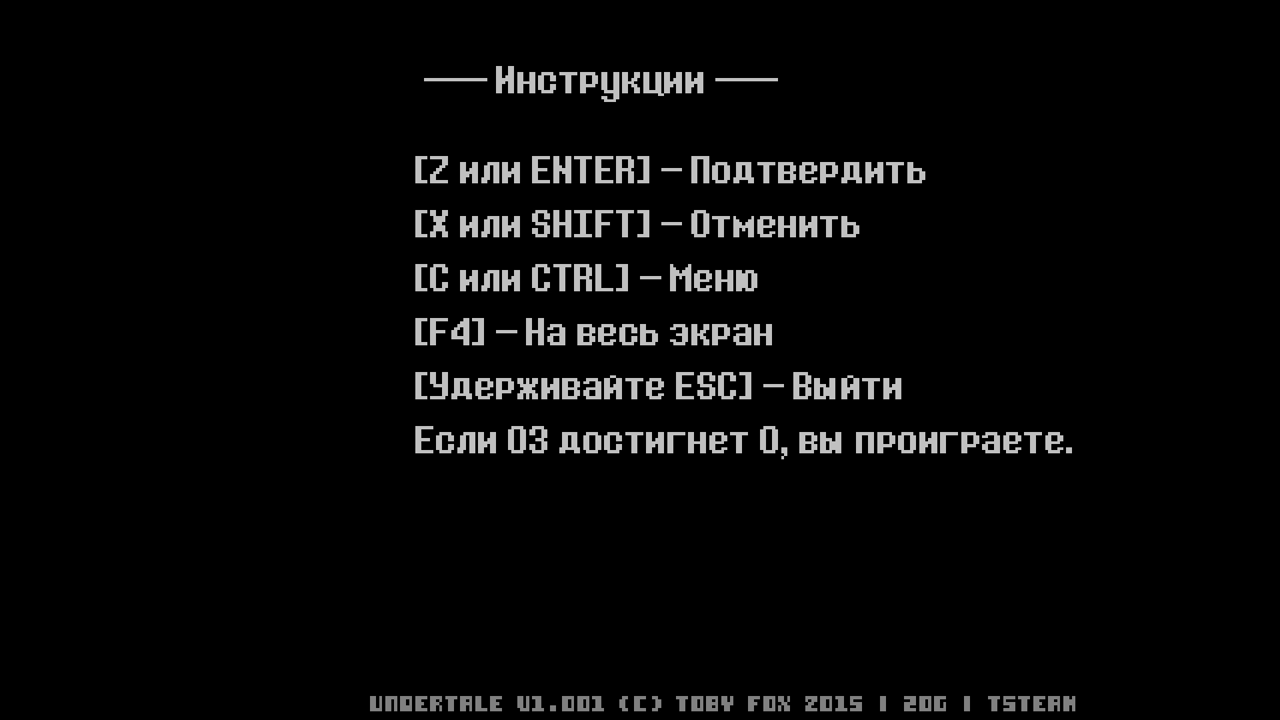 —— Инструкции ——
[Z или ENTER] – Подтвердить
[X или SHIFT] – Отменить
[C или CTRL] – Меню
[F4] – На весь экран
[Удерживайте ESC] – Выйти
Если ОЗ достигнет 0, вы проиграете.
UNDERTALE V1.001 (C) TOBY FOX 2015 | ZOG | TSTEAM